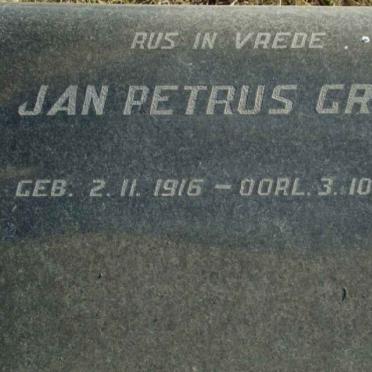 RUS IN VREDE
JAN PETRUS GR
GEB. 2.11.1916 – OORL. 3.10